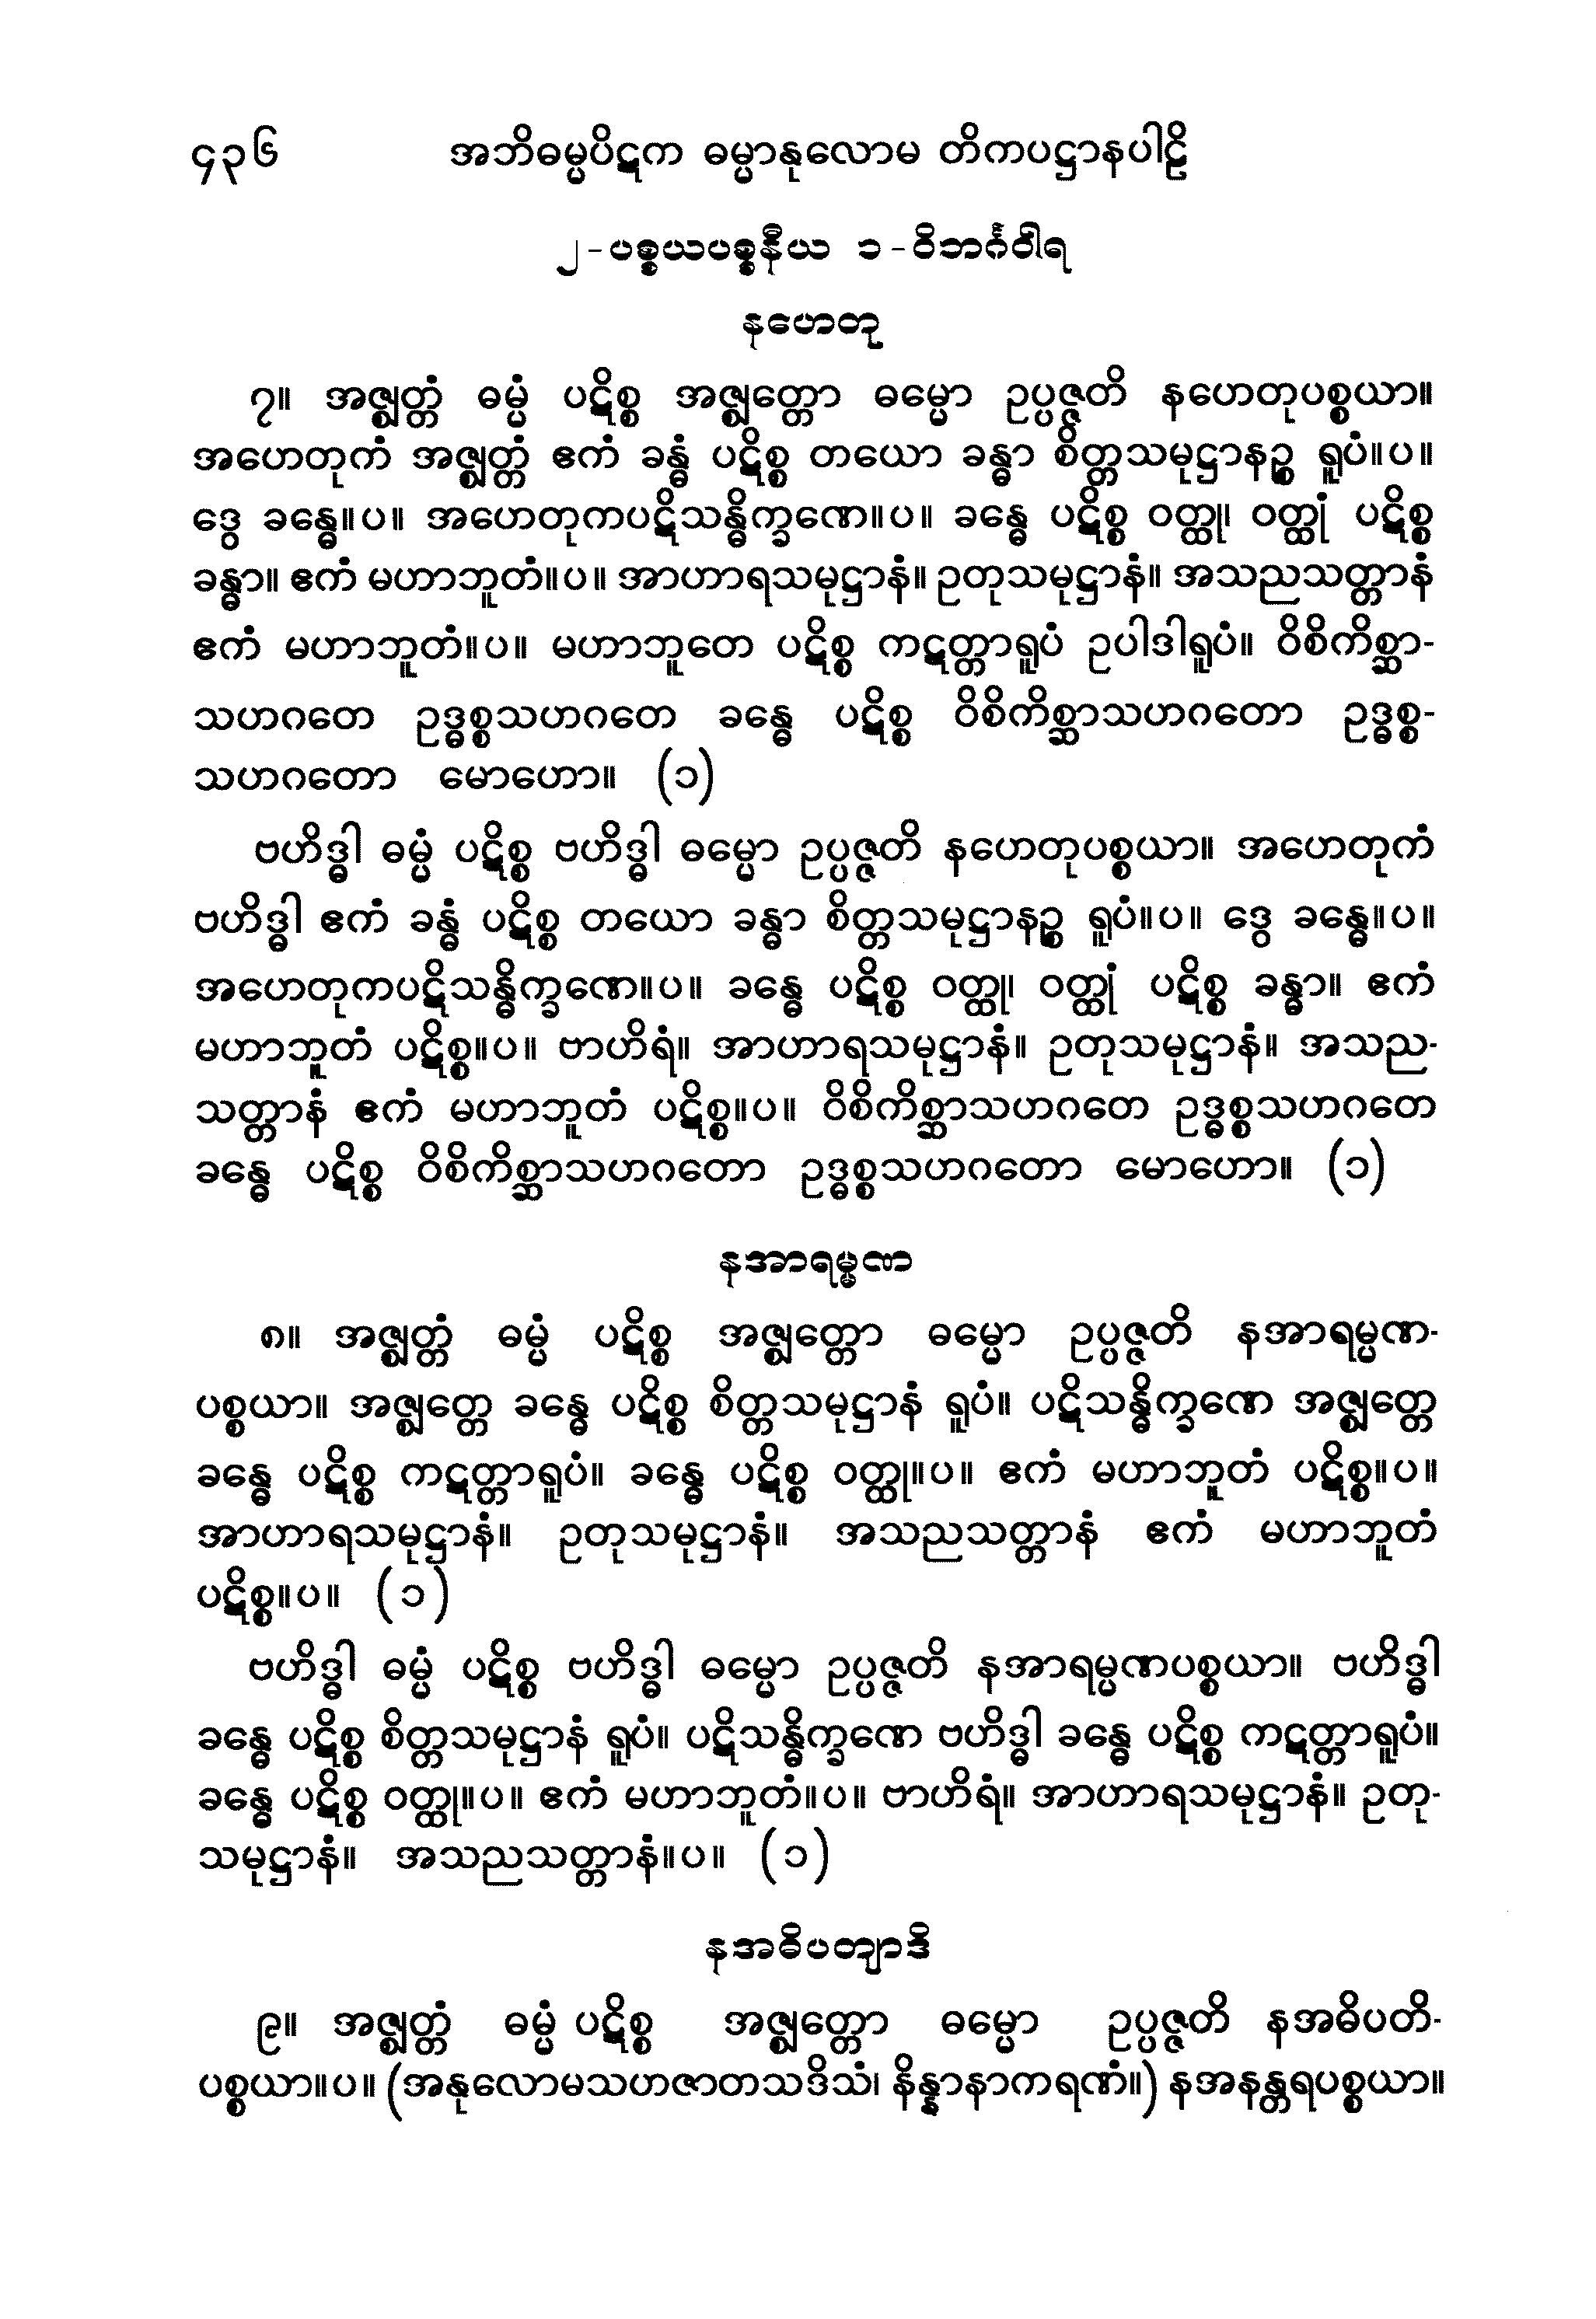 ၄၃၆ အဘိဓမ္မပိဋက ဓမ္မာနုလောမ တိကပဋ္ဌာနပါဠိ
၂-ပစ္စယပစ္စနီယ ၁-ဝိဘင်္ဂဝါရ
နဟေတု
၇။ အဇ္ဈတ္တံ ဓမ္မံ ပဋိစ္စ အဇ္ဈတ္တော ဓမ္မော ဥပ္ပဇ္ဇတိ နဟေတုပစ္စယာ။
အဟေတုကံ အဇ္ဈတ္တံ ဧကံ ခန္ဓံ ပဋိစ္စ တယော ခန္ဓာ စိတ္တသမုဋ္ဌာနဉ္စ ရူပံ။ပ။
ဒွေ ခန္ဓေ။ပ။ အဟေတုကပဋိသန္ဓိက္ခဏေ။ပ။ ခန္ဓေ ပဋိစ္စ ဝတ္ထု၊ ဝတ္ထုံ ပဋိစ္စ
ခန္ဓာ။ ဧကံ မဟာဘူတံ။ပ။ အာဟာရသမုဋ္ဌာနံ။ ဥတုသမုဋ္ဌာနံ။ အသညသတ္တာနံ
ဧကံ မဟာဘူတံ။ပ။ မဟာဘူတေ ပဋိစ္စ ကဋတ္တာရူပံ ဥပါဒါရူပံ။ ဝိစိကိစ္ဆာ-
သဟဂတေ ဥဒ္ဓစ္စသဟဂတေ ခန္ဓေ ပဋိစ္စ ဝိစိကိစ္ဆာသဟဂတော ဥဒ္ဓစ္စ-
သဟဂတော မောဟော။ (၁)
ဗဟိဒ္ဓါ ဓမ္မံ ပဋိစ္စ ဗဟိဒ္ဓါ ဓမ္မော ဥပ္ပဇ္ဇတိ နဟေတုပစ္စယာ။ အဟေတုကံ
ဗဟိဒ္ဓါ ဧကံ ခန္ဓံ ပဋိစ္စ တယော ခန္ဓာ စိတ္တသမုဋ္ဌာနဉ္စ ရူပံ။ပ။ ဒွေ ခန္ဓေ။ပ။
အဟေတုကပဋိသန္ဓိက္ခဏေ။ပ။ ခန္ဓေ ပဋိစ္စ ဝတ္ထု၊ ဝတ္ထုံ ပဋိစ္စ ခန္ဓာ။ ဧကံ
မဟာဘူတံ ပဋိစ္စ။ပ။ ဗာဟိရံ။ အာဟာရသမုဋ္ဌာနံ။ ဥတုသမုဋ္ဌာနံ။ အသည-
သတ္တာနံ ဧကံ မဟာဘူတံ ပဋိစ္စ။ပ။ ဝိစိကိစ္ဆာသဟဂတေ ဥဒ္ဓစ္စသဟဂတေ
ခန္ဓေ ပဋိစ္စ ဝိစိကိစ္ဆာသဟဂတော ဥဒ္ဓစ္စသဟဂတော မောဟော။ (၁)
နအာရမ္မဏ
၈။ အဇ္ဈတ္တံ ဓမ္မံ ပဋိစ္စ အဇ္ဈတ္တော ဓမ္မော ဥပ္ပဇ္ဇတိ နအာရမ္မဏ-
ပစ္စယာ။ အဇ္ဈတ္တေ ခန္ဓေ ပဋိစ္စ စိတ္တသမုဋ္ဌာနံ ရူပံ။ ပဋိသန္ဓိက္ခဏေ အဇ္ဈတ္တေ
ခန္ဓေ ပဋိစ္စ ကဋတ္တာရူပံ။ ခန္ဓေ ပဋိစ္စ ဝတ္ထု။ပ။ ဧကံ မဟာဘူတံ ပဋိစ္စ။ပ။
အာဟာရသမုဋ္ဌာနံ။ ဥတုသမုဋ္ဌာနံ။ အသညသတ္တာနံ ဧကံ မဟာဘူတံ
ပဋိစ္စ။ပ။ (၁)
ဗဟိဒ္ဓါ ဓမ္မံ ပဋိစ္စ ဗဟိဒ္ဓါ ဓမ္မော ဥပ္ပဇ္ဇတိ နအာရမ္မဏပစ္စယာ။ ဗဟိဒ္ဓါ
ခန္ဓေ ပဋိစ္စ စိတ္တသမုဋ္ဌာနံ ရူပံ။ ပဋိသန္ဓိက္ခဏေ ဗဟိဒ္ဓါ ခန္ဓေ ပဋိစ္စ ကဋတ္တာရူပံ။
ခန္ဓေ ပဋိစ္စ ဝတ္ထု။ပ။ ဧကံ မဟာဘူတံ။ပ။ ဗာဟိရံ။ အာဟာရသမုဋ္ဌာနံ။ ဥတု-
သမုဋ္ဌာနံ။ အသညသတ္တာနံ။ပ။ (၁)
နအဓိပတျာဒိ
၉။ အဇ္ဈတ္တံ ဓမ္မံ ပဋိစ္စ အဇ္ဈတ္တော ဓမ္မော ဥပ္ပဇ္ဇတိ နအဓိပတိ-
ပစ္စယာ။ပ။ (အနုလောမသဟဇာတသဒိသံ၊ နိန္နာနာကရဏံ။) နအနန္တရပစ္စယာ။